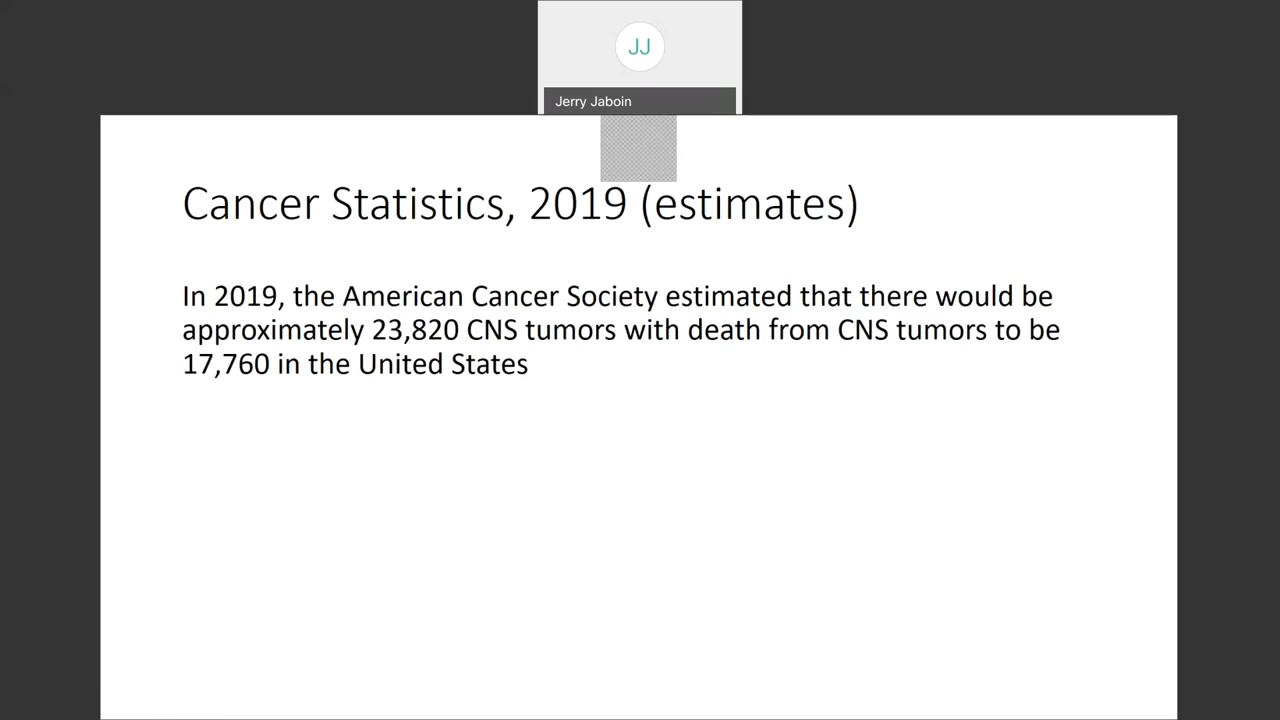 JJ
Jerry Jaboin
Cancer Statistics, 2019 (estimates)
In 2019, the American Cancer Society estimated that there would be
approximately 23,820 CNS tumors with death from CNS tumors to be
17,760 in the United States